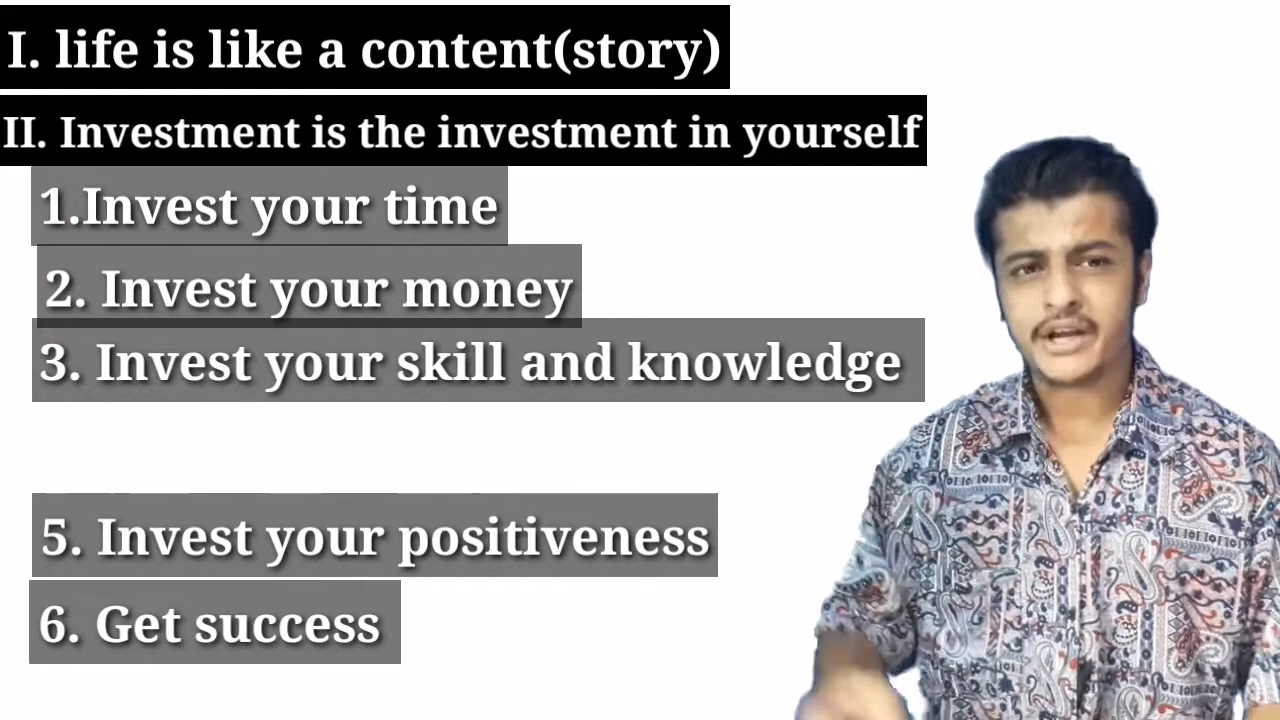 I. life is like a content(story)
II. Investment is the investment in yourself
1.Invest your time
2. Invest your money
3. Invest your skill and knowledge
5. Invest your positiveness
6. Get success